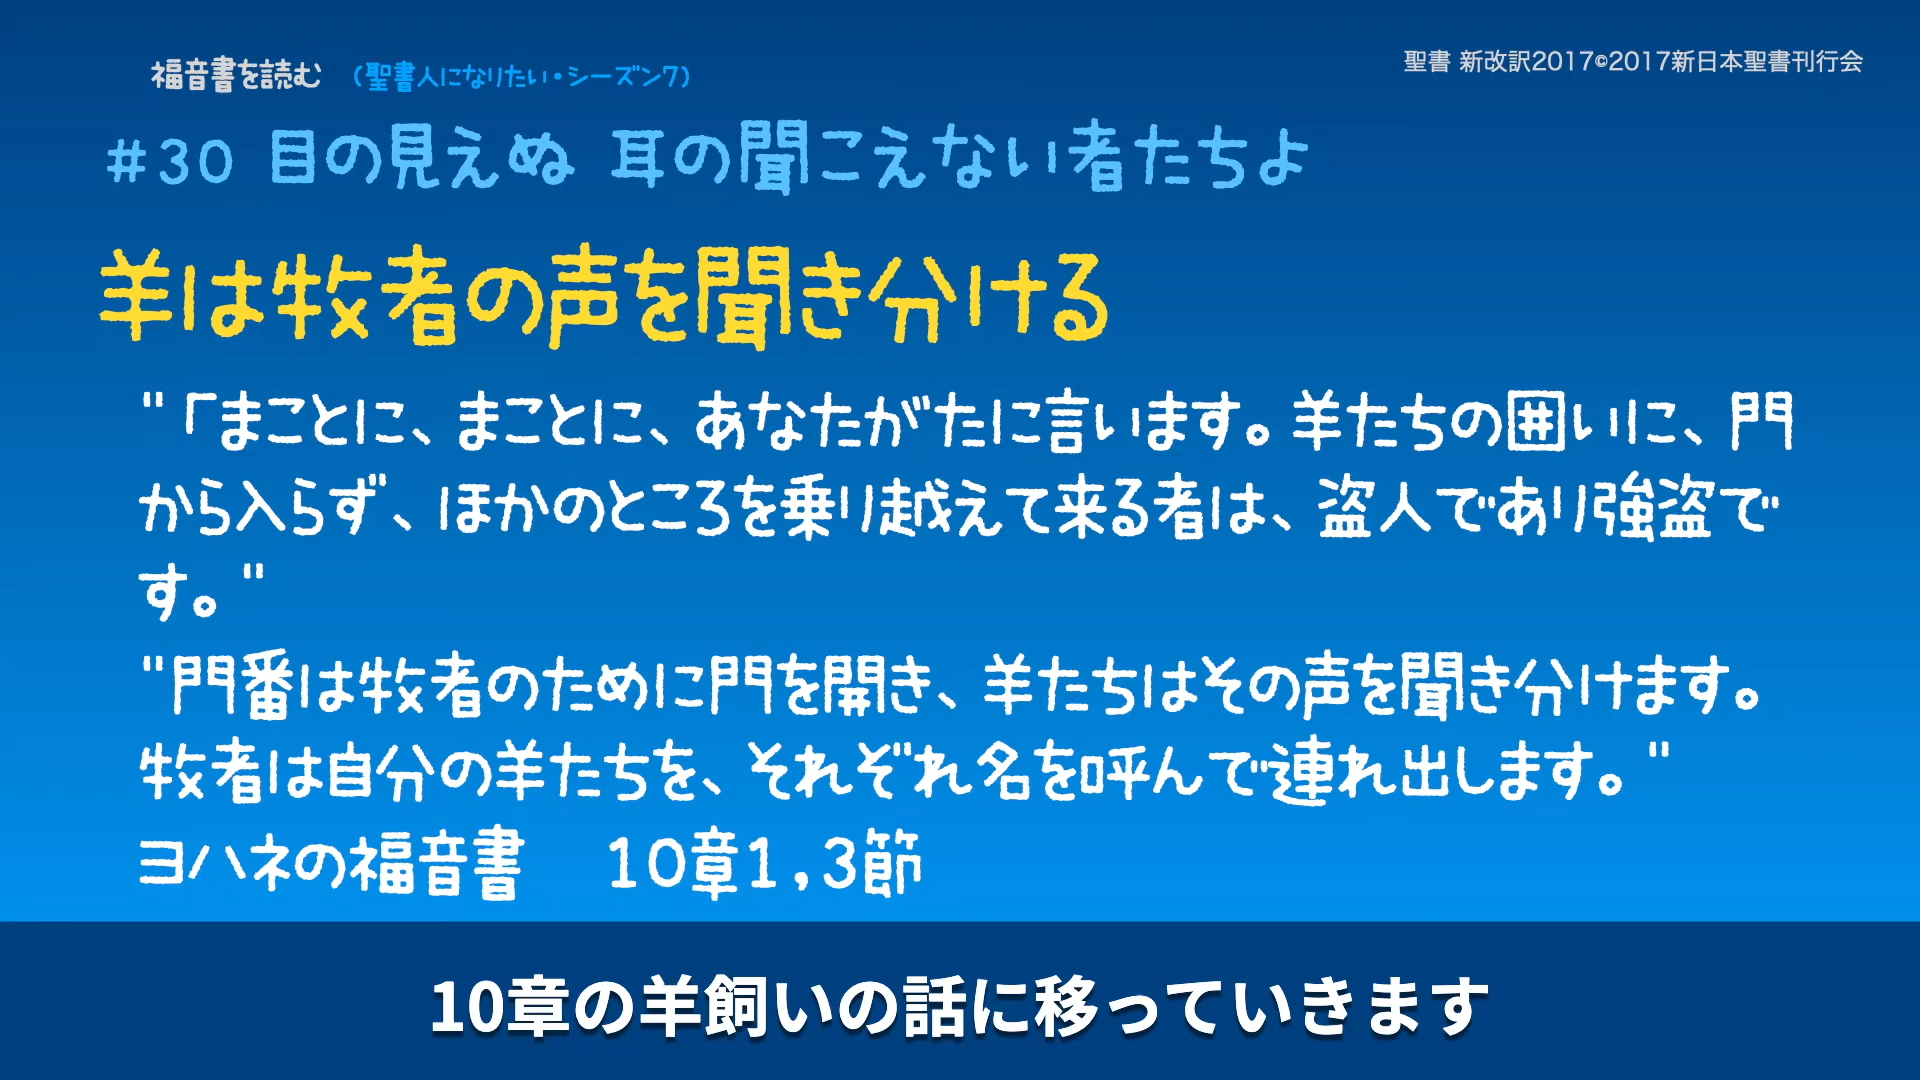 福音書を読む （聖書人になりたい・シーズン7）
聖書 新改訳2017©2017新日本聖書刊行会
#30 目の見えぬ 耳の聞こえない者たちよ
羊は牧者の声を聞き分ける
"「まことに、まことに、あなたがたに言います。羊たちの囲いに、門
から入らず、ほかのところを乗り越えて来る者は、盗人であり強盗で
す。"
"門番は牧者のために門を開き、羊たちはその声を聞き分けます。
牧者は自分の羊たちを、それぞれ名を呼んで連れ出します。"
ヨハネの福音書　10章1,3節
10章の羊飼いの話に移っていきます